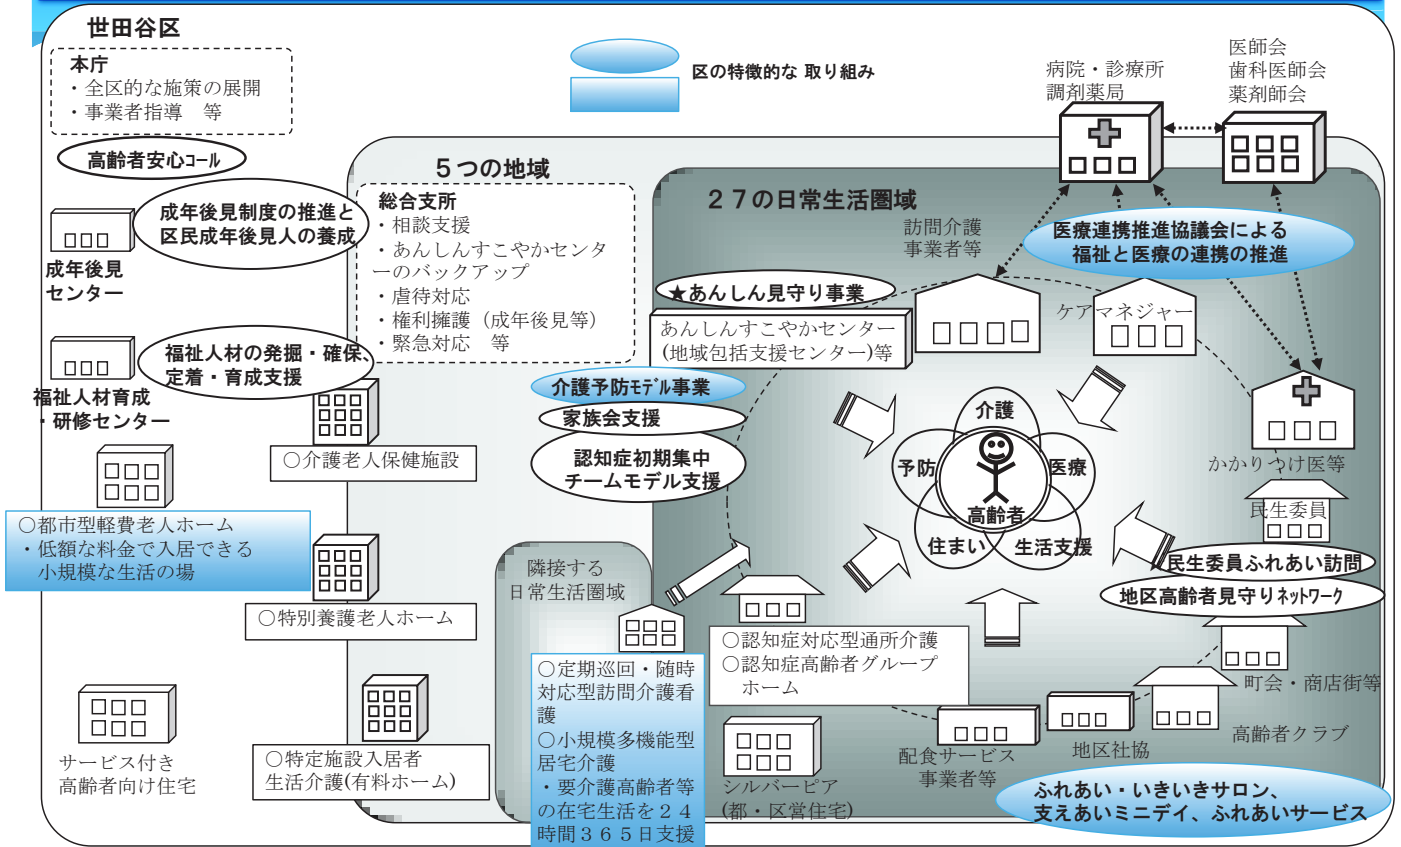 世田谷区
本庁
・全区的な施策の展開
・事業者指導　等
区の特徴的な 取り組み
病院・診療所
調剤薬局
医師会
歯科医師会
薬剤師会
高齢者安心ｺｰﾙ
５つの地域
２７の日常生活圏域
総合支所
・相談支援
・あんしんすこやかセンタ
ーのバックアップ
・虐待対応
・権利擁護（成年後見等）
・緊急対応　等
成年後見制度の推進と
区民成年後見人の養成
成年後見
センター
訪問介護
事業者等
医療連携推進協議会による
福祉と医療の連携の推進
★あんしん見守り事業
あんしんすこやかセンター
(地域包括支援センター)等
ケアマネジャー
福祉人材の発掘・確保、
定着・育成支援
福祉人材育成
・研修センター
介護予防ﾓﾃﾞﾙ事業
家族会支援
認知症初期集中
チームモデル支援
介護
予防
医療
高齢者
住まい
生活支援
かかりつけ医等
〇介護老人保健施設
民生委員
〇都市型軽費老人ホーム
・低額な料金で入居できる
小規模な生活の場
隣接する
日常生活圏域
民生委員ふれあい訪問
地区高齢者見守りﾈｯﾄﾜｰｸ
〇特別養護老人ホーム
〇認知症対応型通所介護
〇認知症高齢者グループ
ホーム
〇定期巡回・随時
対応型訪問介護看
護
〇小規模多機能型
居宅介護
・要介護高齢者等
の在宅生活を２４
時間３６５日支援
町会・商店街等
高齢者クラブ
地区社協
配食サービス
事業者等
サービス付き
高齢者向け住宅
〇特定施設入居者
生活介護(有料ホーム)
シルバーピア
(都・区営住宅)
ふれあい・いきいきサロン、
支えあいミニデイ、ふれあいサービス